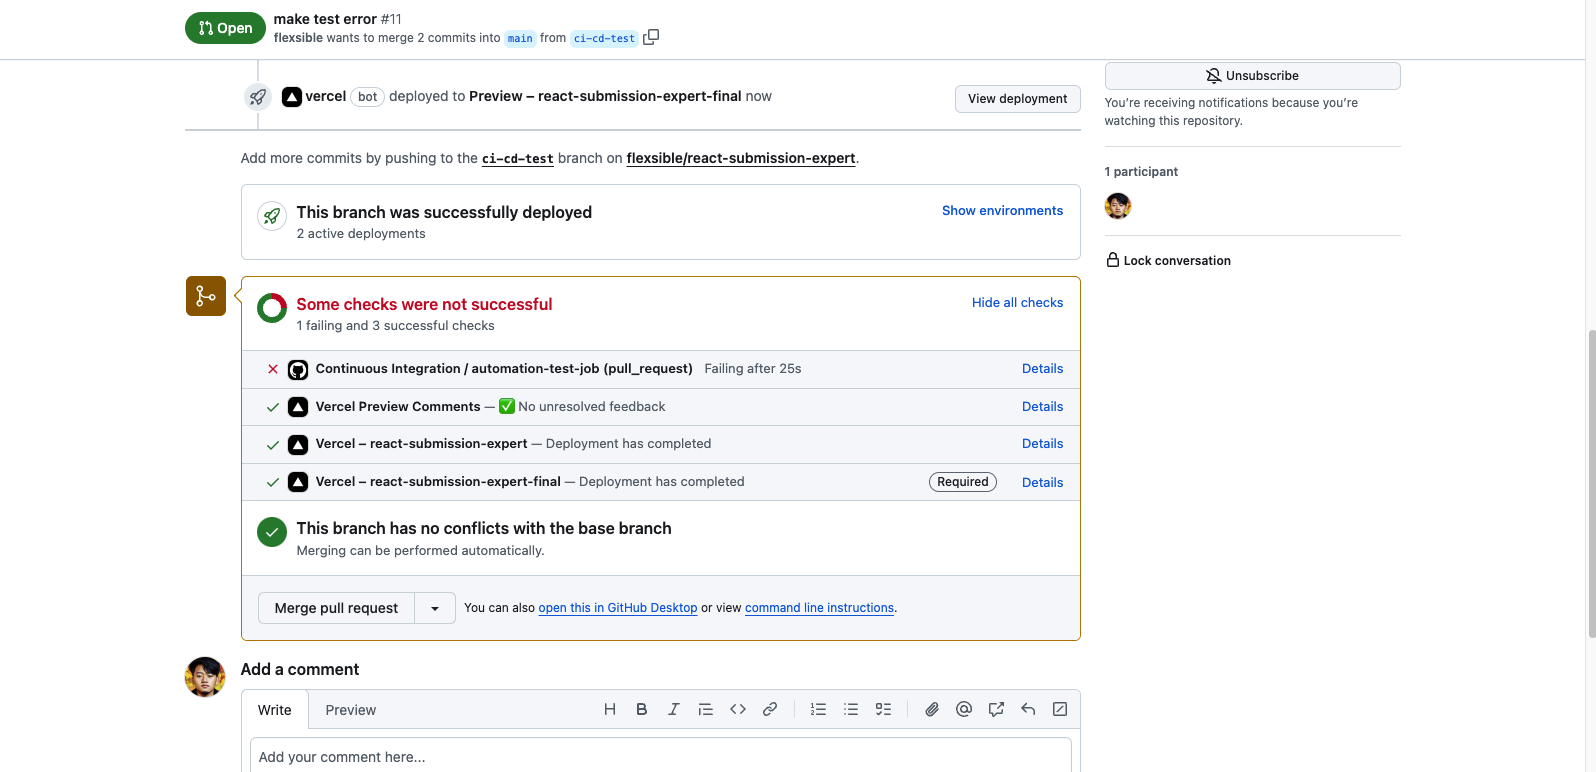 Open
make test error #11
flexsible wants to merge 2 commits into main from ci-cd-test
vercel bot deployed to Preview – react-submission-expert-final now
View deployment
Add more commits by pushing to the ci-cd-test branch on flexsible/react-submission-expert.
This branch was successfully deployed
2 active deployments
Show environments
Some checks were not successful
1 failing and 3 successful checks
Hide all checks
Continuous Integration / automation-test-job (pull_request) Failing after 25s Details
Vercel Preview Comments — ✅ No unresolved feedback Details
Vercel – react-submission-expert — Deployment has completed Details
Vercel – react-submission-expert-final — Deployment has completed Required Details
This branch has no conflicts with the base branch
Merging can be performed automatically.
Merge pull request
You can also open this in GitHub Desktop or view command line instructions.
Add a comment
Write Preview
Add your comment here...
Unsubscribe
You’re receiving notifications because you’re
watching this repository.
1 participant
Lock conversation